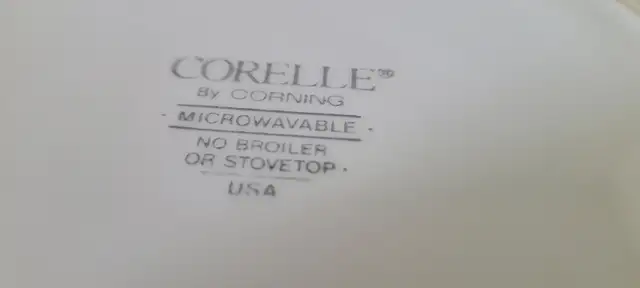 CORELLE®
By CORNING
· MICROWAVABLE ·
NO BROILER
OR STOVETOP ·
USA